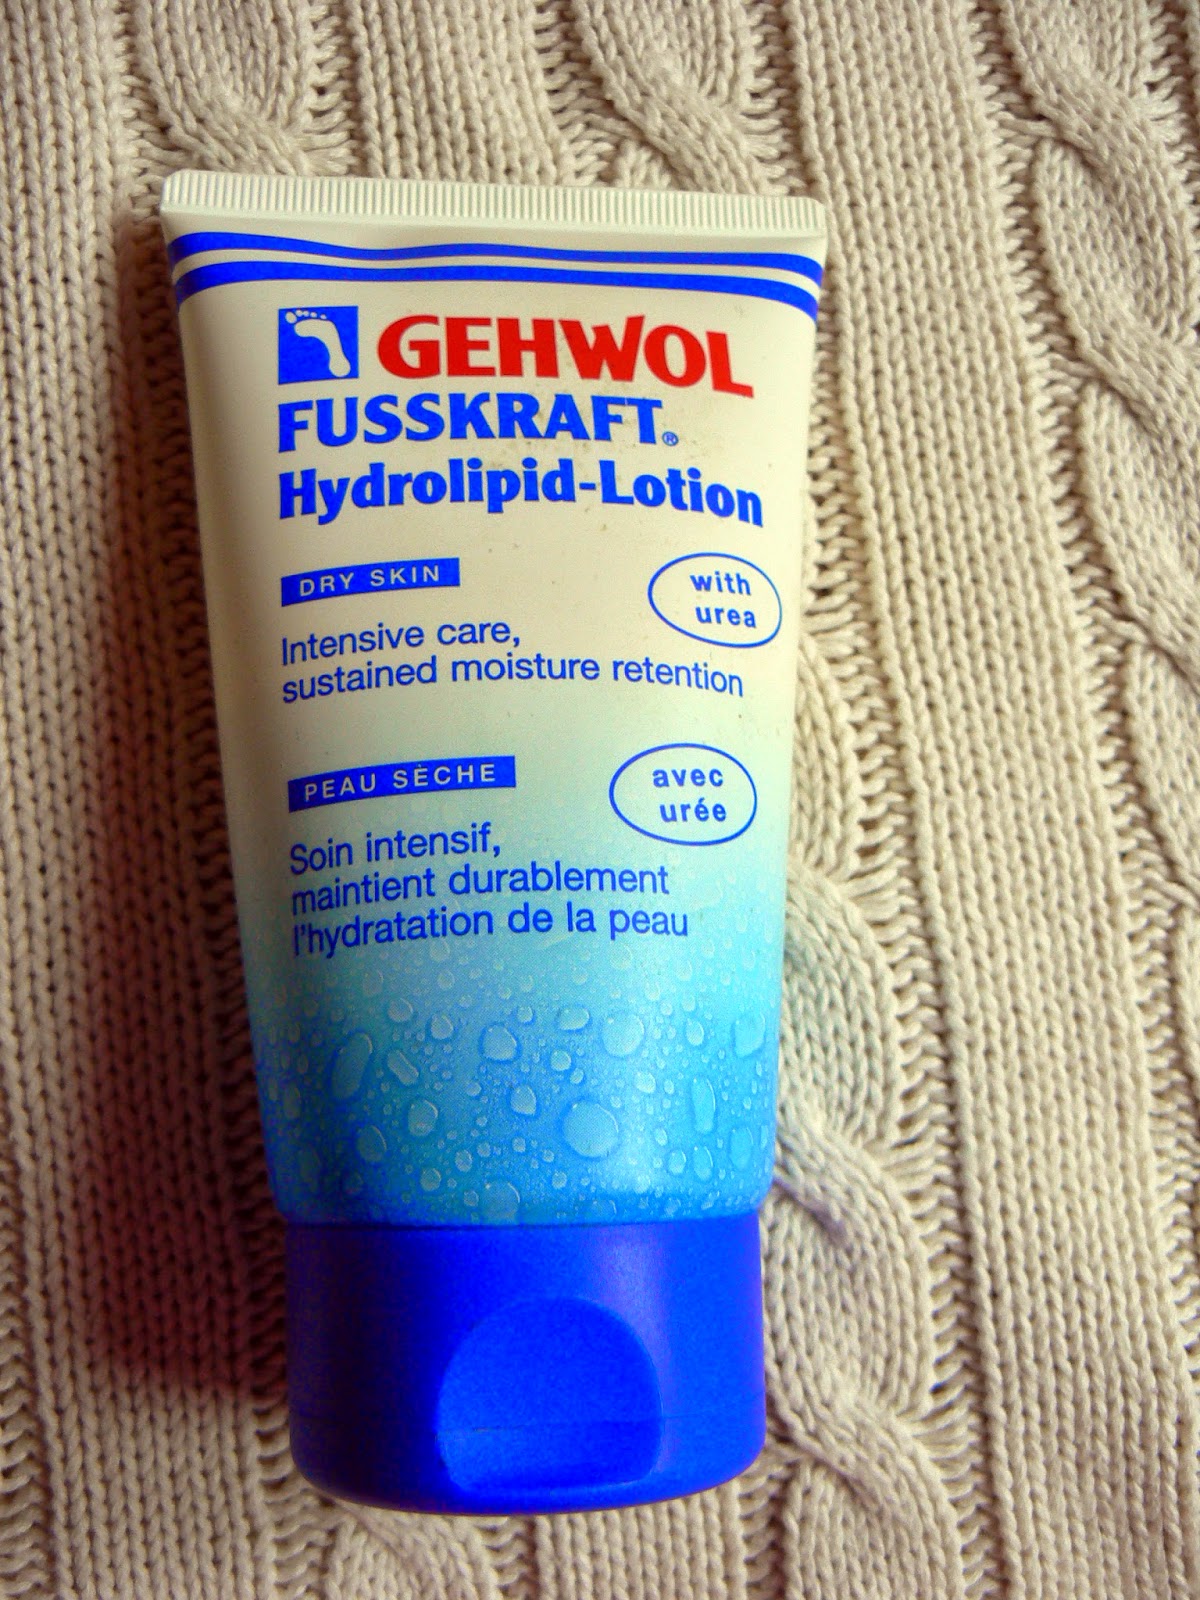 GEHWOL
FUSSKRAFT®
Hydrolipid-Lotion
DRY SKIN
with
urea
Intensive care,
sustained moisture retention
PEAU SÈCHE
avec
urée
Soin intensif,
maintient durablement
l'hydratation de la peau